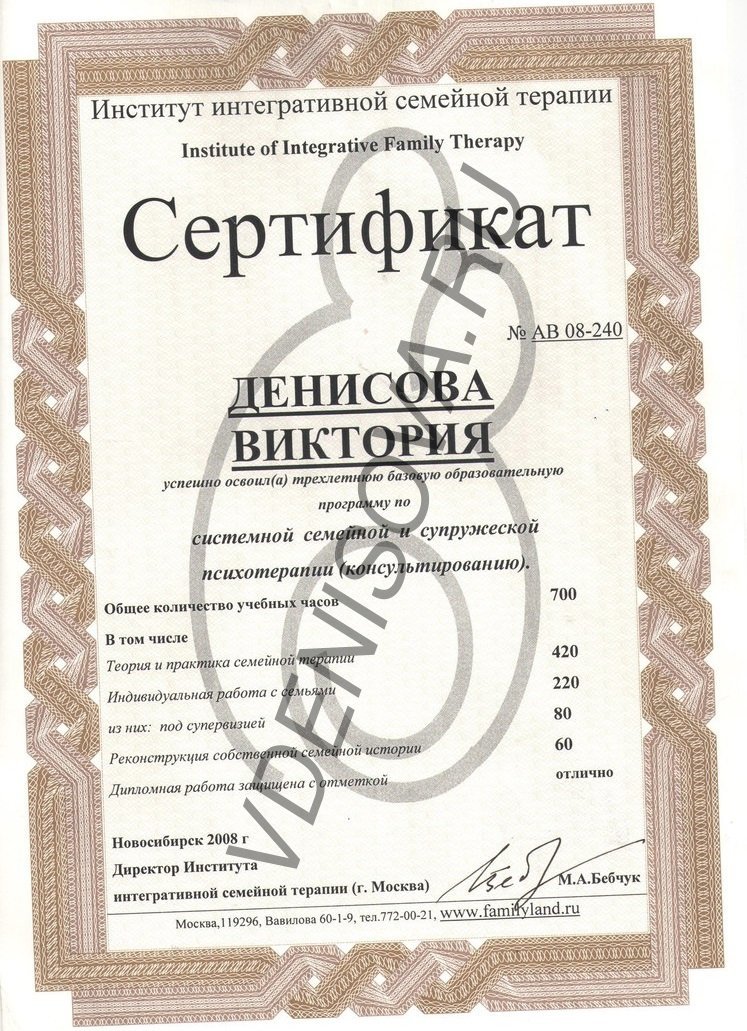 Институт интегративной семейной терапии
Institute of Integrative Family Therapy
Сертификат
№ АВ 08-240
ДЕНИСОВА
ВИКТОРИЯ
успешно освоил(а) трехлетнюю базовую образовательную
программу по
системной семейной и супружеской
психотерапии (консультированию).
Общее количество учебных часов 700
В том числе
Теория и практика семейной терапии 420
Индивидуальная работа с семьями 220
из них: под супервизией 80
Реконструкция собственной семейной истории 60
Дипломная работа защищена с отметкой отлично
Новосибирск 2008 г
Директор Института
интегративной семейной терапии (г. Москва) М.А.Бебчук
Москва,119296, Вавилова 60-1-9, тел.772-00-21, www.familyland.ru
VDENISOVA.RU